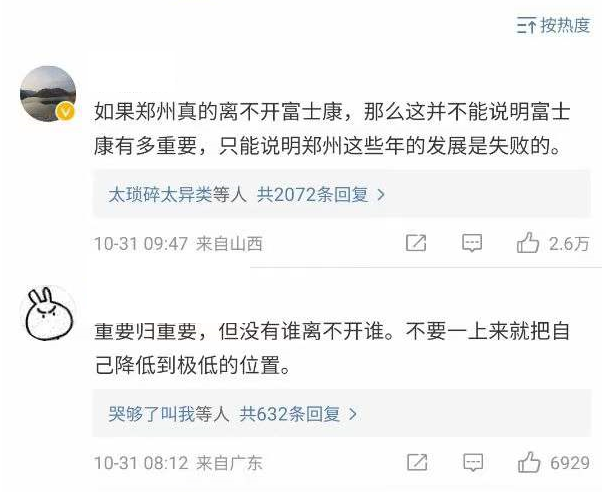 按热度
如果郑州真的离不开富士康，那么这并不能说明富士
康有多重要，只能说明郑州这些年的发展是失败的。
太琐碎太异类等人 共2072条回复 >
10-31 09:47 来自山西 2.6万
重要归重要，但没有谁离不开谁。不要一上来就把自
己降低到极低的位置。
哭够了叫我等人 共632条回复 >
10-31 08:12 来自广东 6929